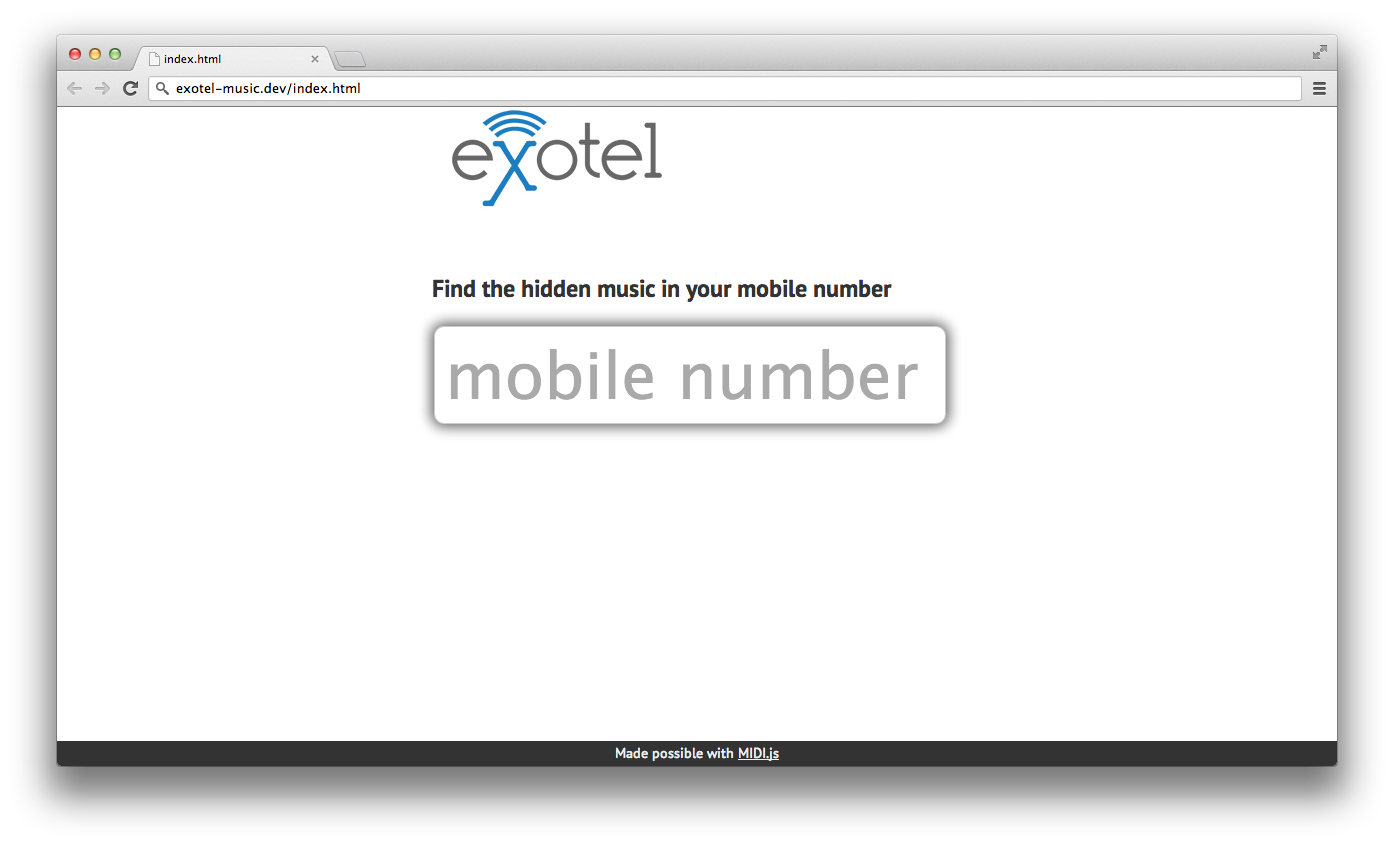 index.html
exotel-music.dev/index.html
exotel
Find the hidden music in your mobile number
mobile number
Made possible with MIDI.js